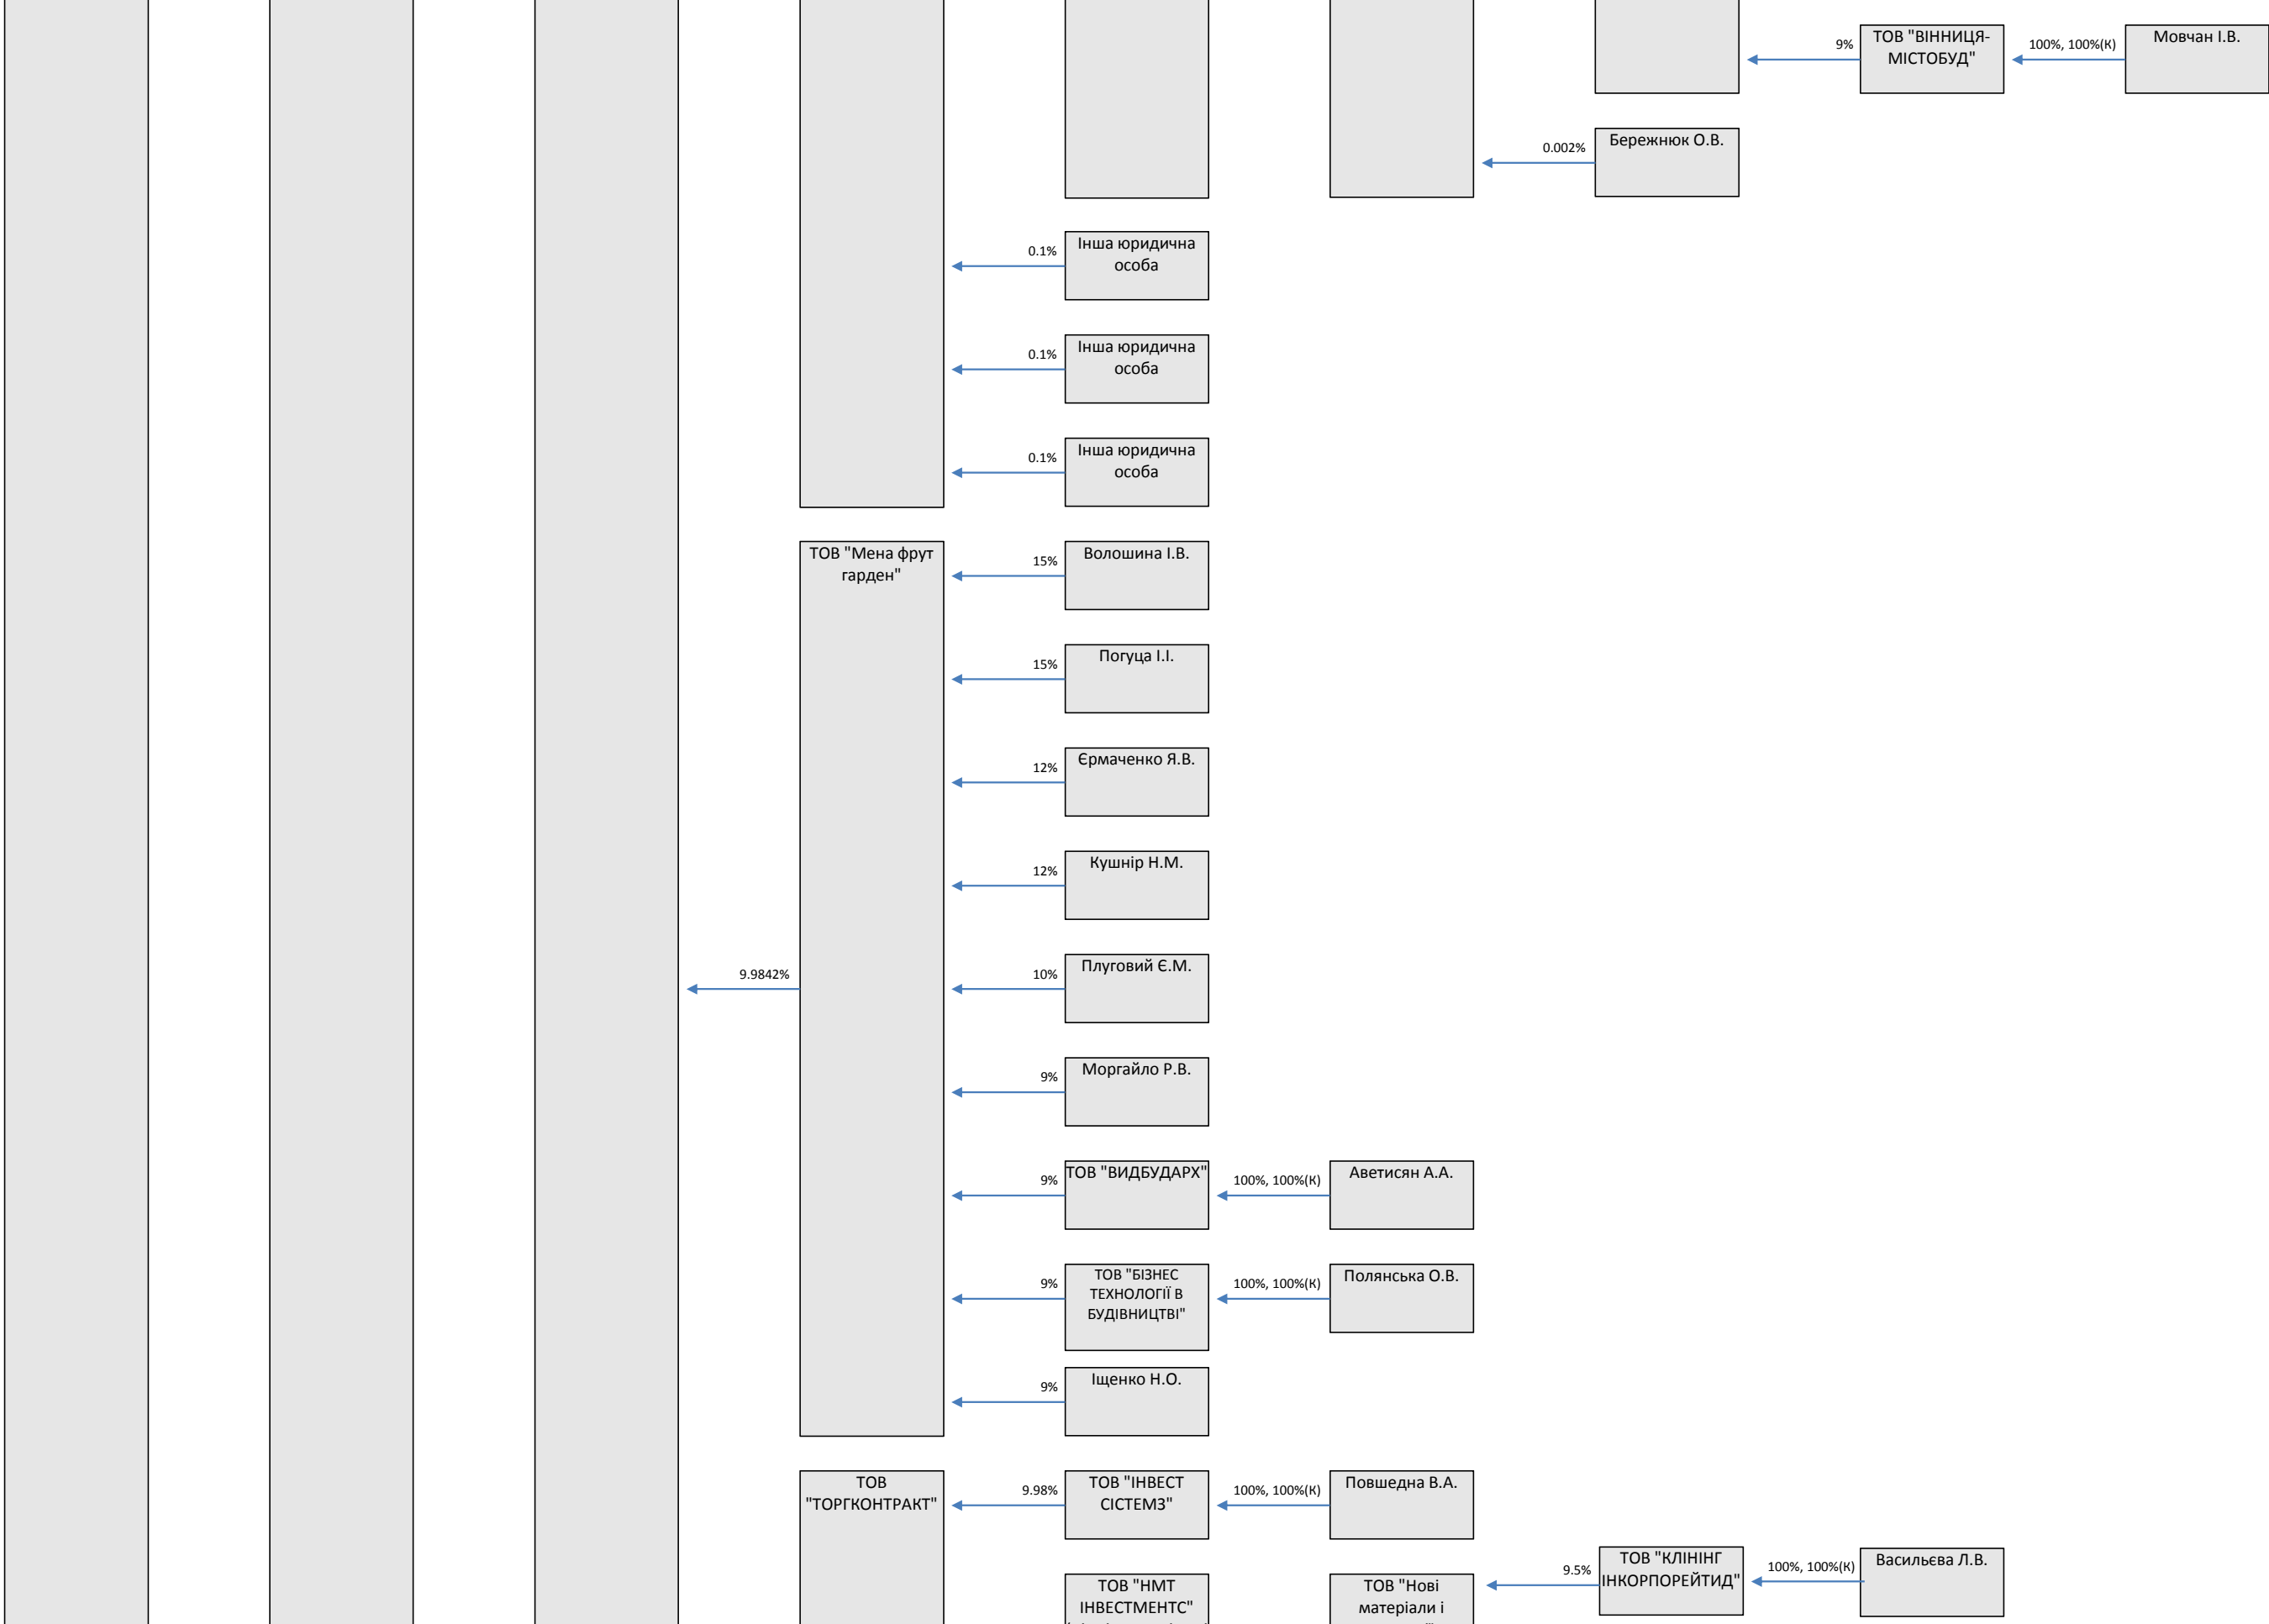 9%
ТОВ "ВІННИЦЯ-
МІСТОБУД"
100%, 100%(К)
Мовчан І.В.
0.002%
Бережнюк О.В.
0.1%
Інша юридична
особа
0.1%
Інша юридична
особа
0.1%
Інша юридична
особа
9.9842%
ТОВ "Мена фрут
гарден"
15%
Волошина І.В.
15%
Погуца І.І.
12%
Єрмаченко Я.В.
12%
Кушнір Н.М.
10%
Плуговий Є.М.
9%
Моргайло Р.В.
9%
ТОВ "ВИДБУДАРХ"
100%, 100%(К)
Аветисян А.А.
9%
ТОВ "БІЗНЕС
ТЕХНОЛОГІЇ В
БУДІВНИЦТВІ"
100%, 100%(К)
Полянська О.В.
9%
Іщенко Н.О.
ТОВ
"ТОРГКОНТРАКТ"
9.98%
ТОВ "ІНВЕСТ
СІСТЕМЗ"
100%, 100%(К)
Повшедна В.А.
ТОВ "НМТ
ІНВЕСТМЕНТС"
ТОВ "Нові
матеріали і
9.5%
ТОВ "КЛІНІНГ
ІНКОРПОРЕЙТИД"
100%, 100%(К)
Васильєва Л.В.